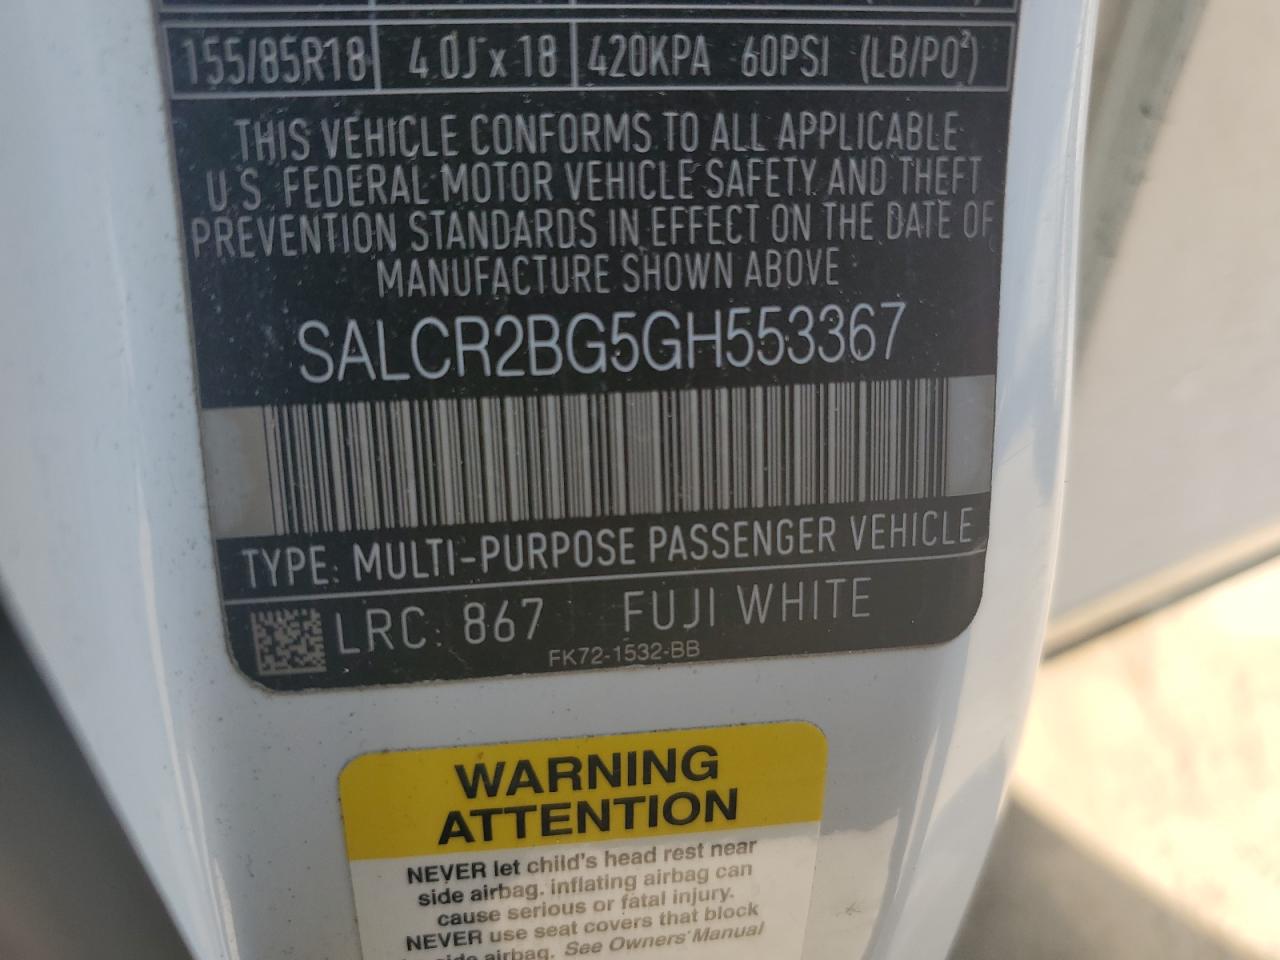 155/85R18 4.0J x 18 420KPA 60PSI (LB/PO²)
THIS VEHICLE CONFORMS TO ALL APPLICABLE
U.S. FEDERAL MOTOR VEHICLE SAFETY AND THEFT
PREVENTION STANDARDS IN EFFECT ON THE DATE OF
MANUFACTURE SHOWN ABOVE
SALCR2BG5GH553367
TYPE: MULTI-PURPOSE PASSENGER VEHICLE
LRC: 867 FUJI WHITE
FK72-1532-BB
WARNING
ATTENTION
NEVER let child's head rest near
side airbag. inflating airbag can
cause serious or fatal injury.
NEVER use seat covers that block
side airbag. See Owners' Manual